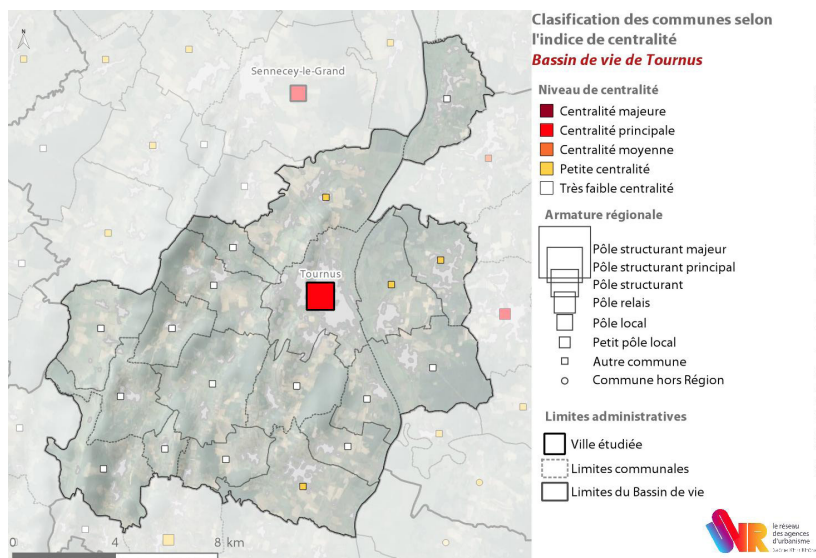 Clasification des communes selon
l'indice de centralité
Bassin de vie de Tournus
Niveau de centralité
Centralité majeure
Centralité principale
Centralité moyenne
Petite centralité
Très faible centralité
Armature régionale
Pôle structurant majeur
Pôle structurant principal
Pôle structurant
Pôle relais
Pôle local
Petit pôle local
Autre commune
Commune hors Région
Limites administratives
Ville étudiée
Limites communales
Limites du Bassin de vie
N
Sennecey-le-Grand
Tournus
0 4 8 km
le réseau
des agences
d'urbanisme